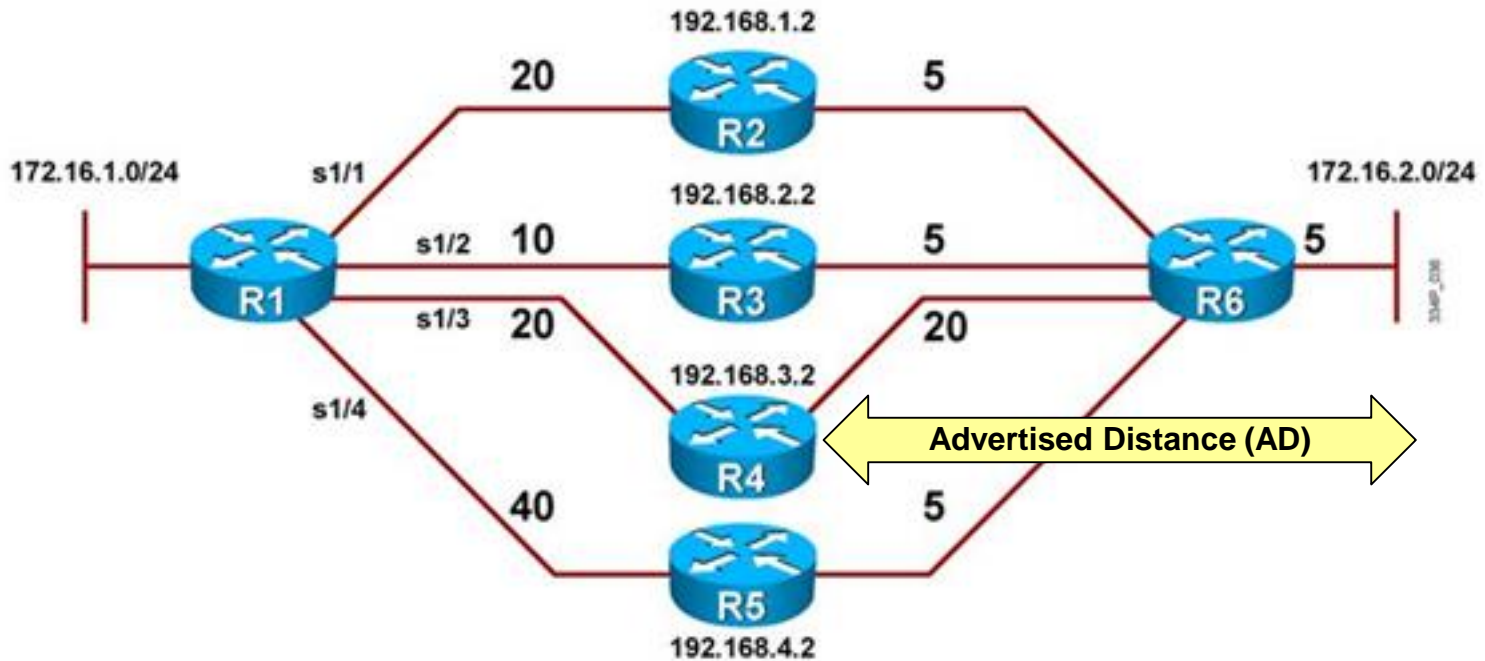 192.168.1.2
20
5
R2
172.16.1.0/24
s1/1
172.16.2.0/24
192.168.2.2
s1/2
10
5
5
R1
R3
R6
s1/3
20
20
192.168.3.2
s1/4
Advertised Distance (AD)
R4
40
5
R5
192.168.4.2